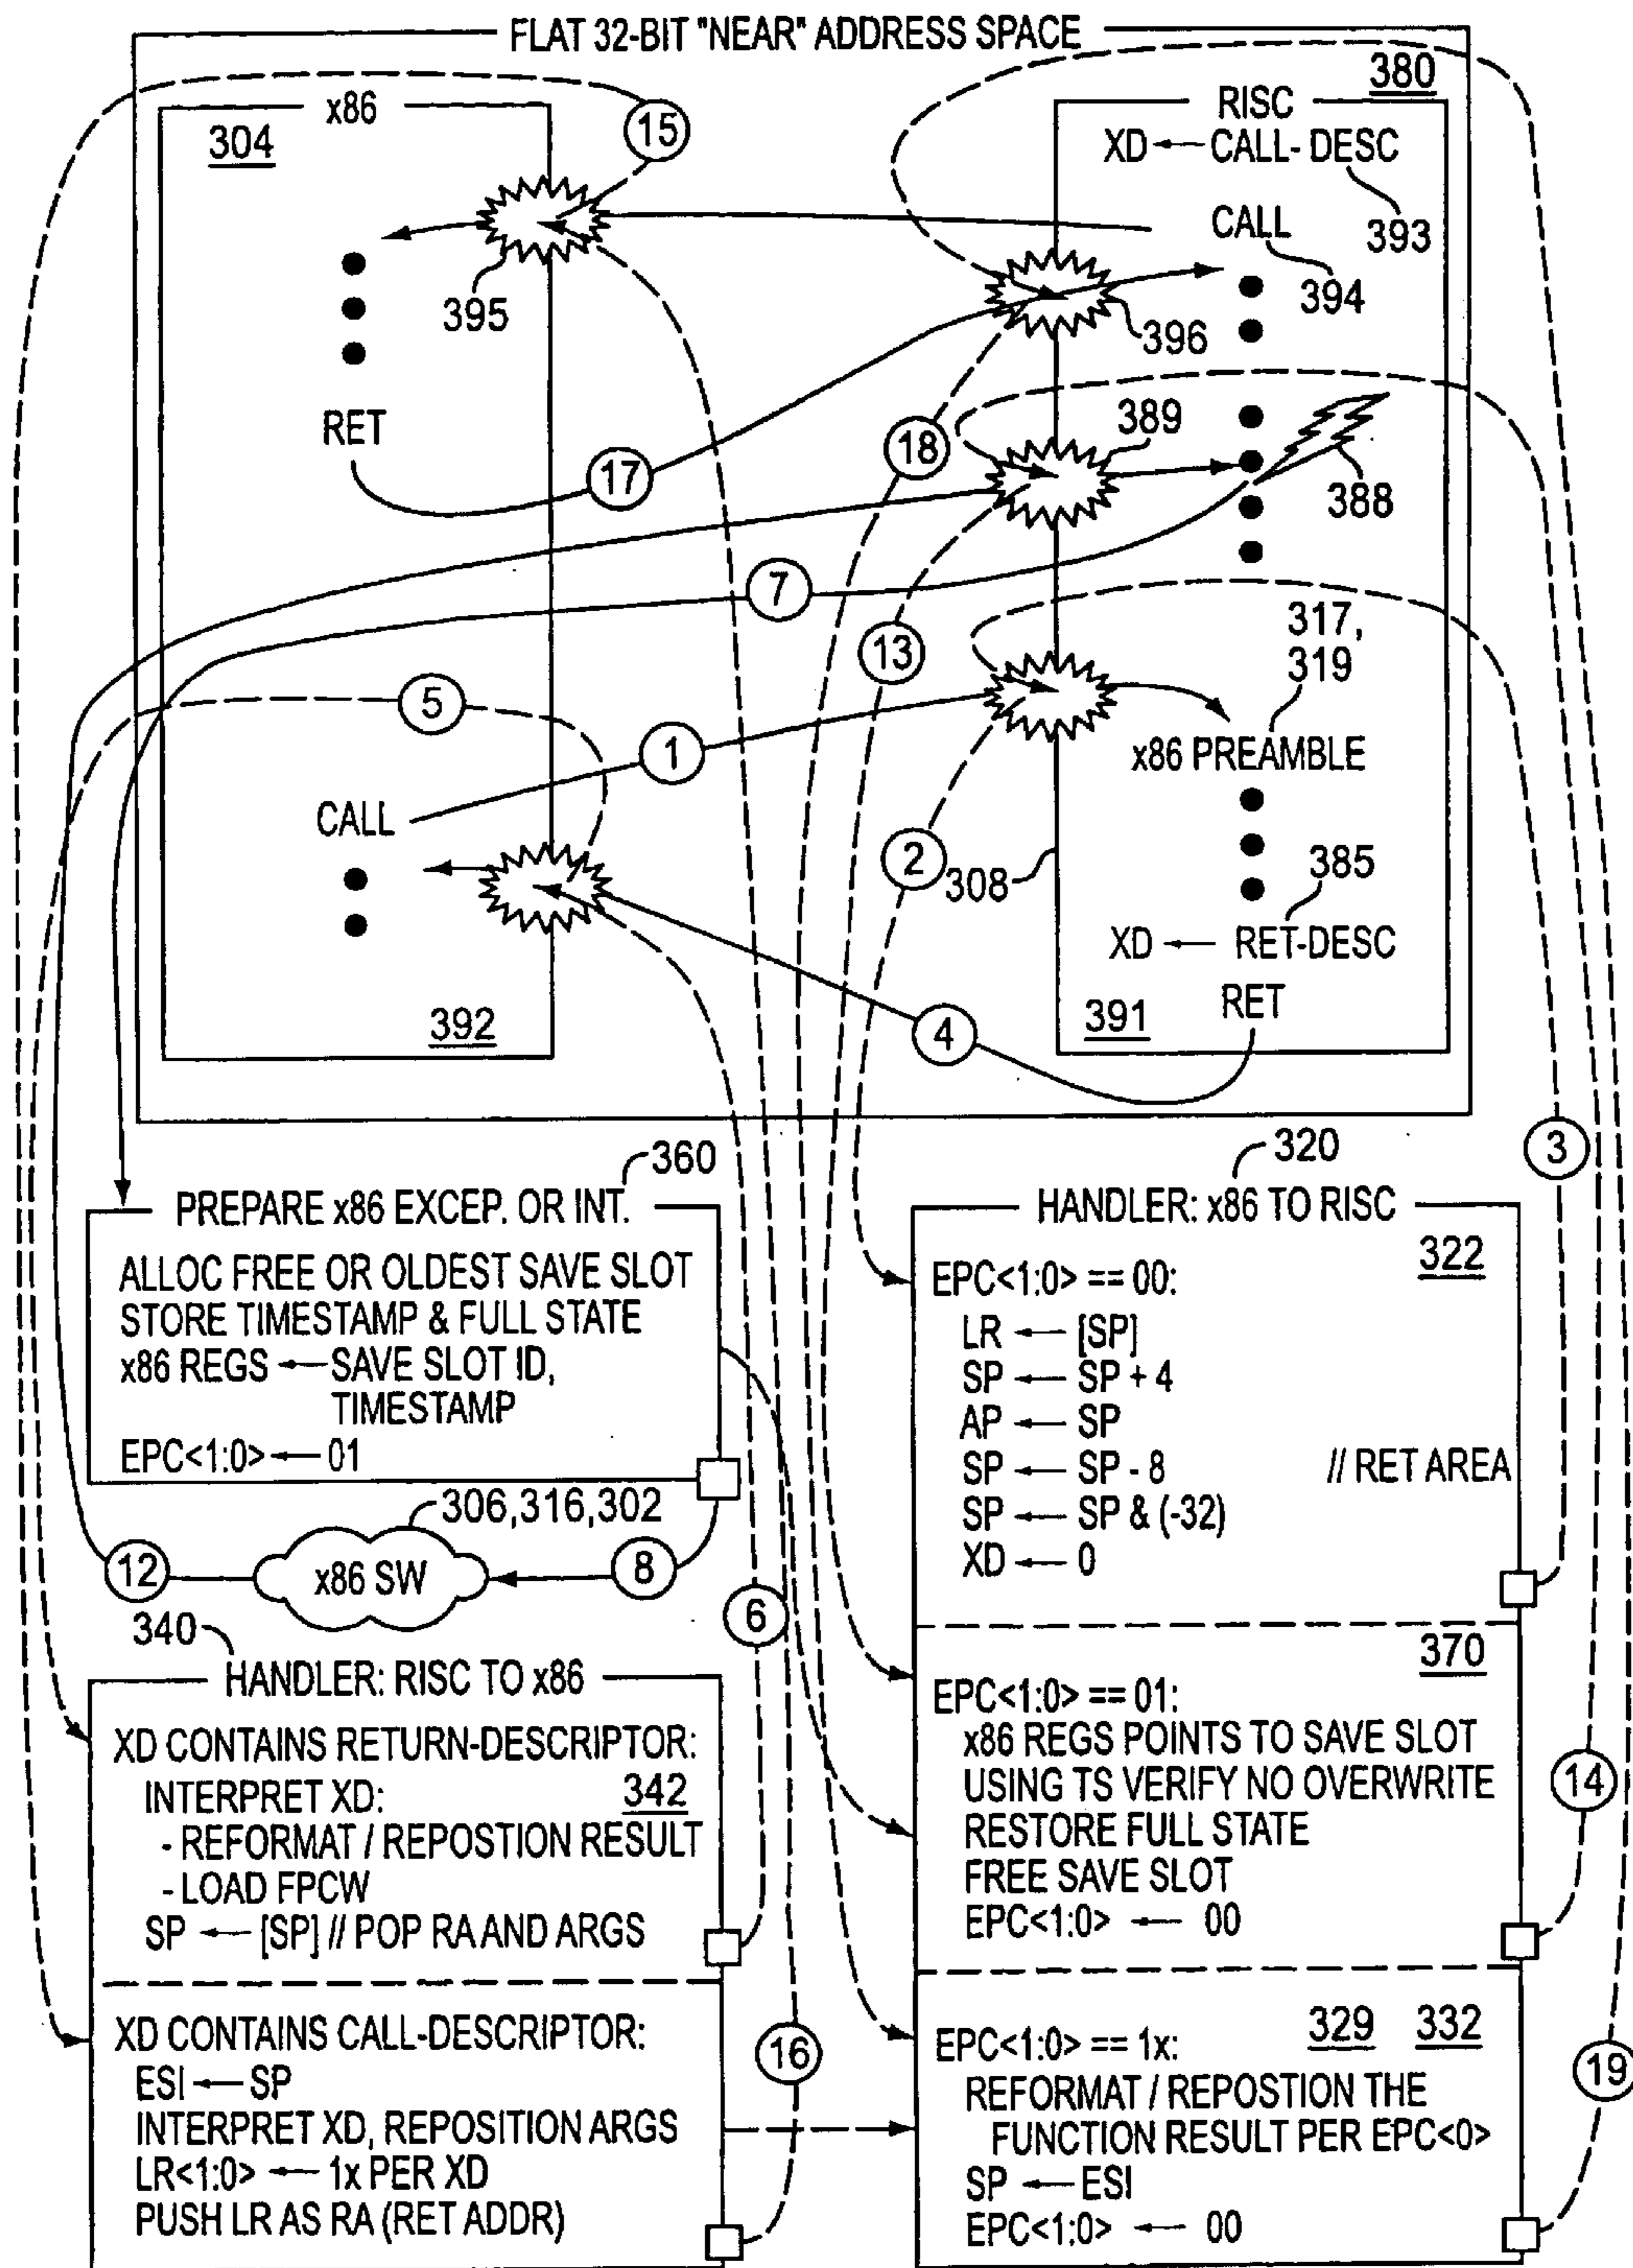 FLAT 32-BIT "NEAR" ADDRESS SPACE
380
x86
304
15
395
RET
17
RISC
XD ← CALL- DESC
393
CALL
394
396
18
389
388
7
13
317,
319
5
1
x86 PREAMBLE
CALL
2
308
385
XD ← RET-DESC
RET
392
4
391
3
360
PREPARE x86 EXCEP. OR INT.
ALLOC FREE OR OLDEST SAVE SLOT
STORE TIMESTAMP & FULL STATE
x86 REGS ← SAVE SLOT ID,
TIMESTAMP
EPC<1:0> ← 01
306,316,302
12
x86 SW
8
6
340
HANDLER: RISC TO x86
XD CONTAINS RETURN-DESCRIPTOR:
INTERPRET XD:
342
- REFORMAT / REPOSTION RESULT
- LOAD FPCW
SP ← [SP] // POP RA AND ARGS
XD CONTAINS CALL-DESCRIPTOR:
ESI ← SP
INTERPRET XD, REPOSITION ARGS
LR<1:0> ← 1x PER XD
PUSH LR AS RA (RET ADDR)
16
320
HANDLER: x86 TO RISC
322
EPC<1:0> == 00:
LR ← [SP]
SP ← SP + 4
AP ← SP
SP ← SP - 8 // RET AREA
SP ← SP & (-32)
XD ← 0
370
EPC<1:0> == 01:
x86 REGS POINTS TO SAVE SLOT
USING TS VERIFY NO OVERWRITE
RESTORE FULL STATE
FREE SAVE SLOT
EPC<1:0> ← 00
14
EPC<1:0> == 1x: 329 332
REFORMAT / REPOSTION THE
FUNCTION RESULT PER EPC<0>
SP ← ESI
EPC<1:0> ← 00
19